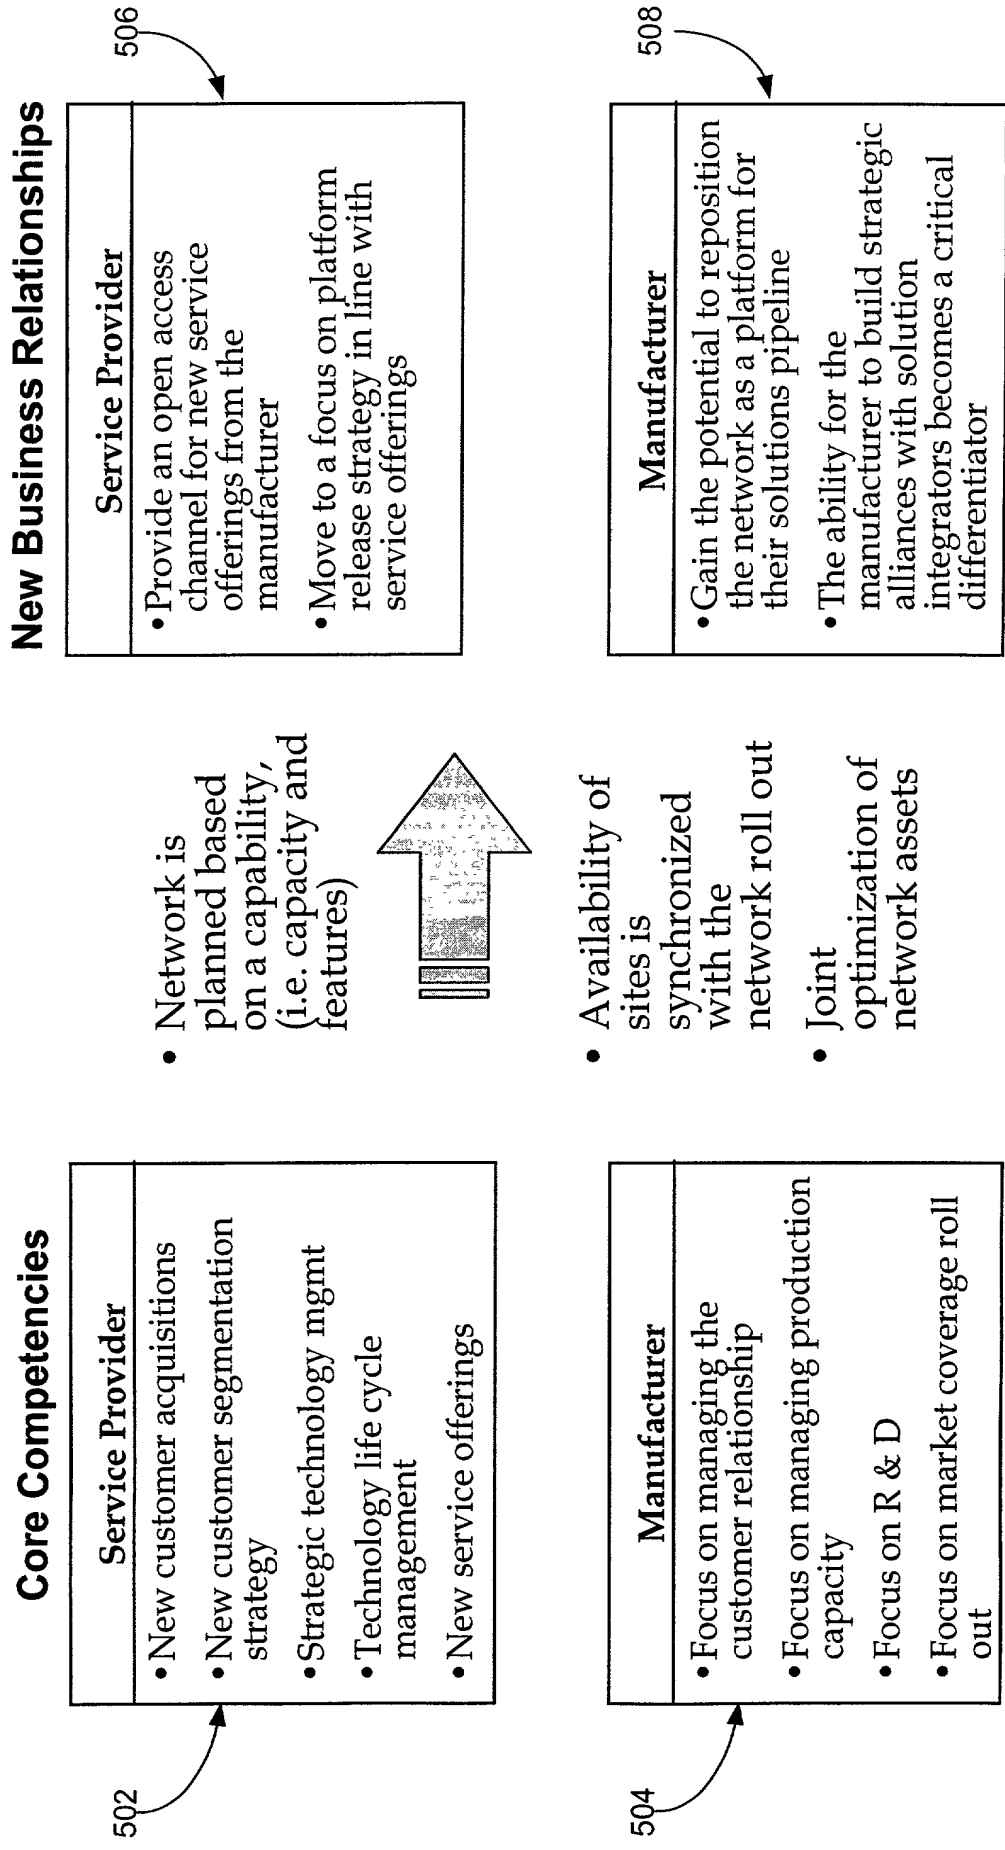 Core Competencies
Service Provider
•New customer acquisitions
•New customer segmentation
strategy
•Strategic technology mgmt
•Technology life cycle
management
•New service offerings
502
Manufacturer
•Focus on managing the
customer relationship
•Focus on managing production
capacity
•Focus on R & D
•Focus on market coverage roll
out
504
• Network is
planned based
on a capability,
(i.e. capacity and
features)
• Availability of
sites is
synchronized
with the
network roll out
• Joint
optimization of
network assets
New Business Relationships
Service Provider
•Provide an open access
channel for new service
offerings from the
manufacturer
•Move to a focus on platform
release strategy in line with
service offerings
506
Manufacturer
•Gain the potential to reposition
the network as a platform for
their solutions pipeline
•The ability for the
manufacturer to build strategic
alliances with solution
integrators becomes a critical
differentiator
508